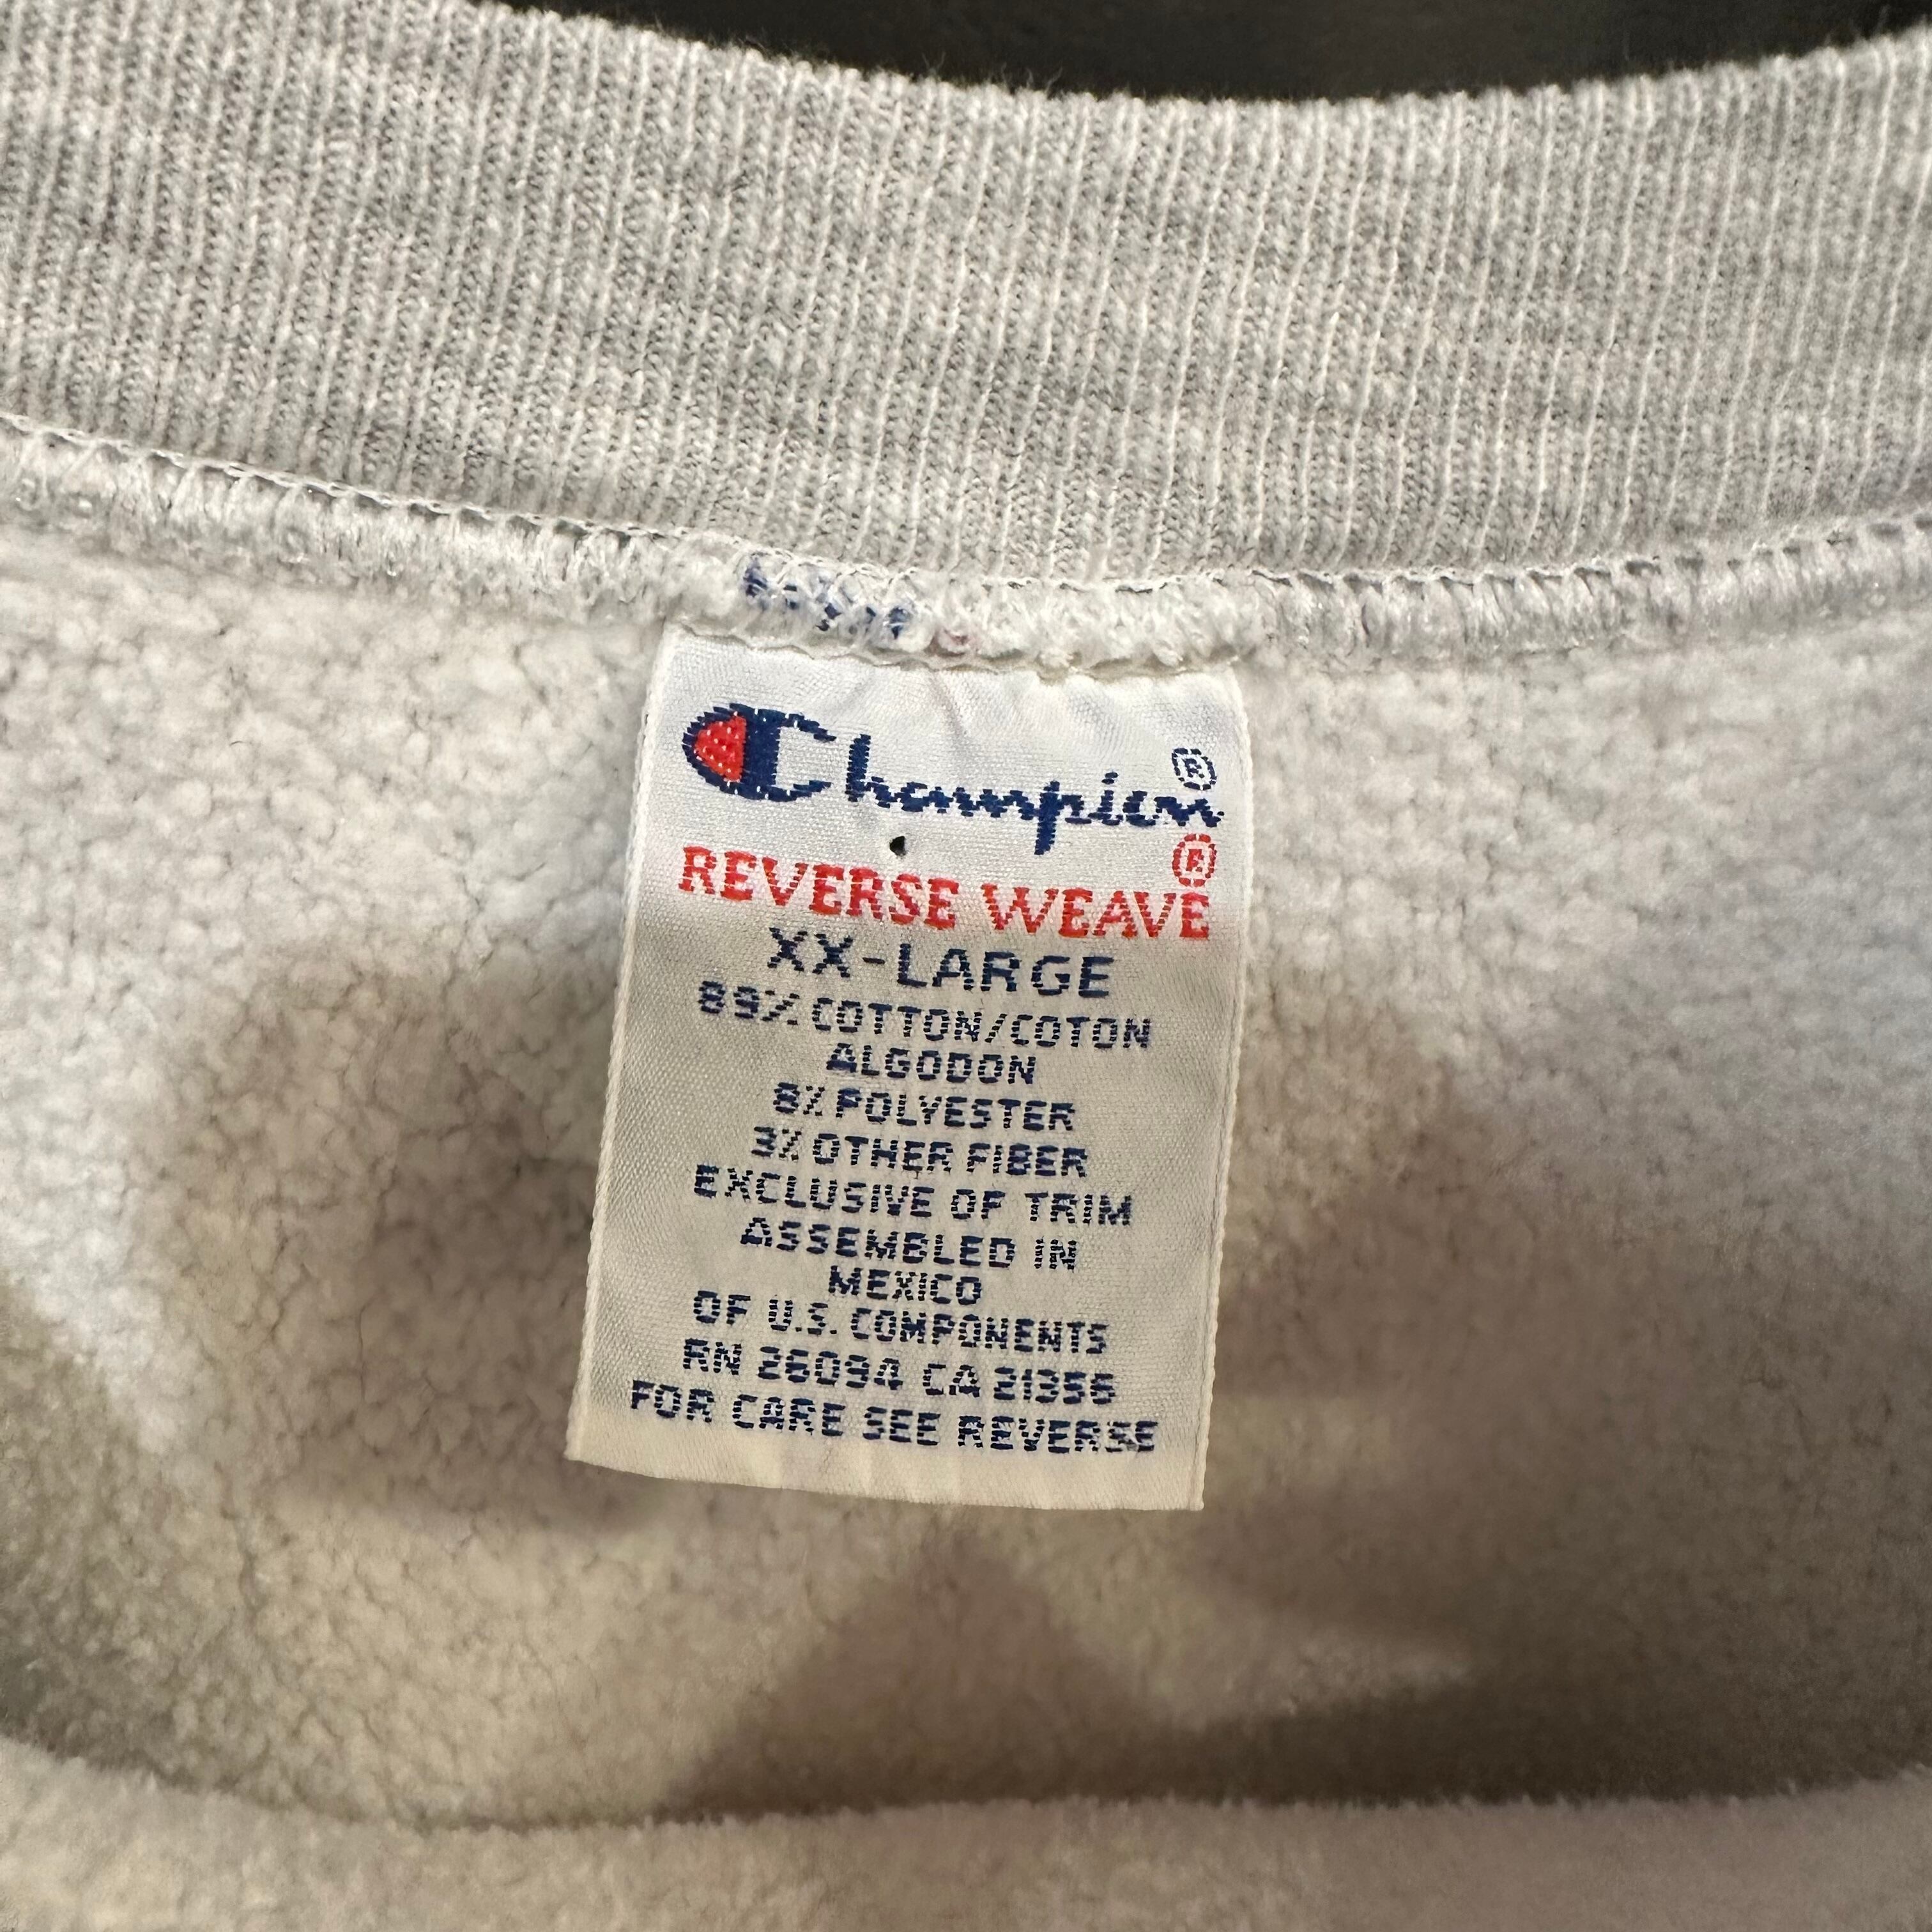 Champion®
REVERSE WEAVE®
XX-LARGE
89% COTTON/COTON
ALGODON
8% POLYESTER
3% OTHER FIBER
EXCLUSIVE OF TRIM
ASSEMBLED IN
MEXICO
OF U.S. COMPONENTS
RN 26094 CA 21056
FOR CARE SEE REVERSE